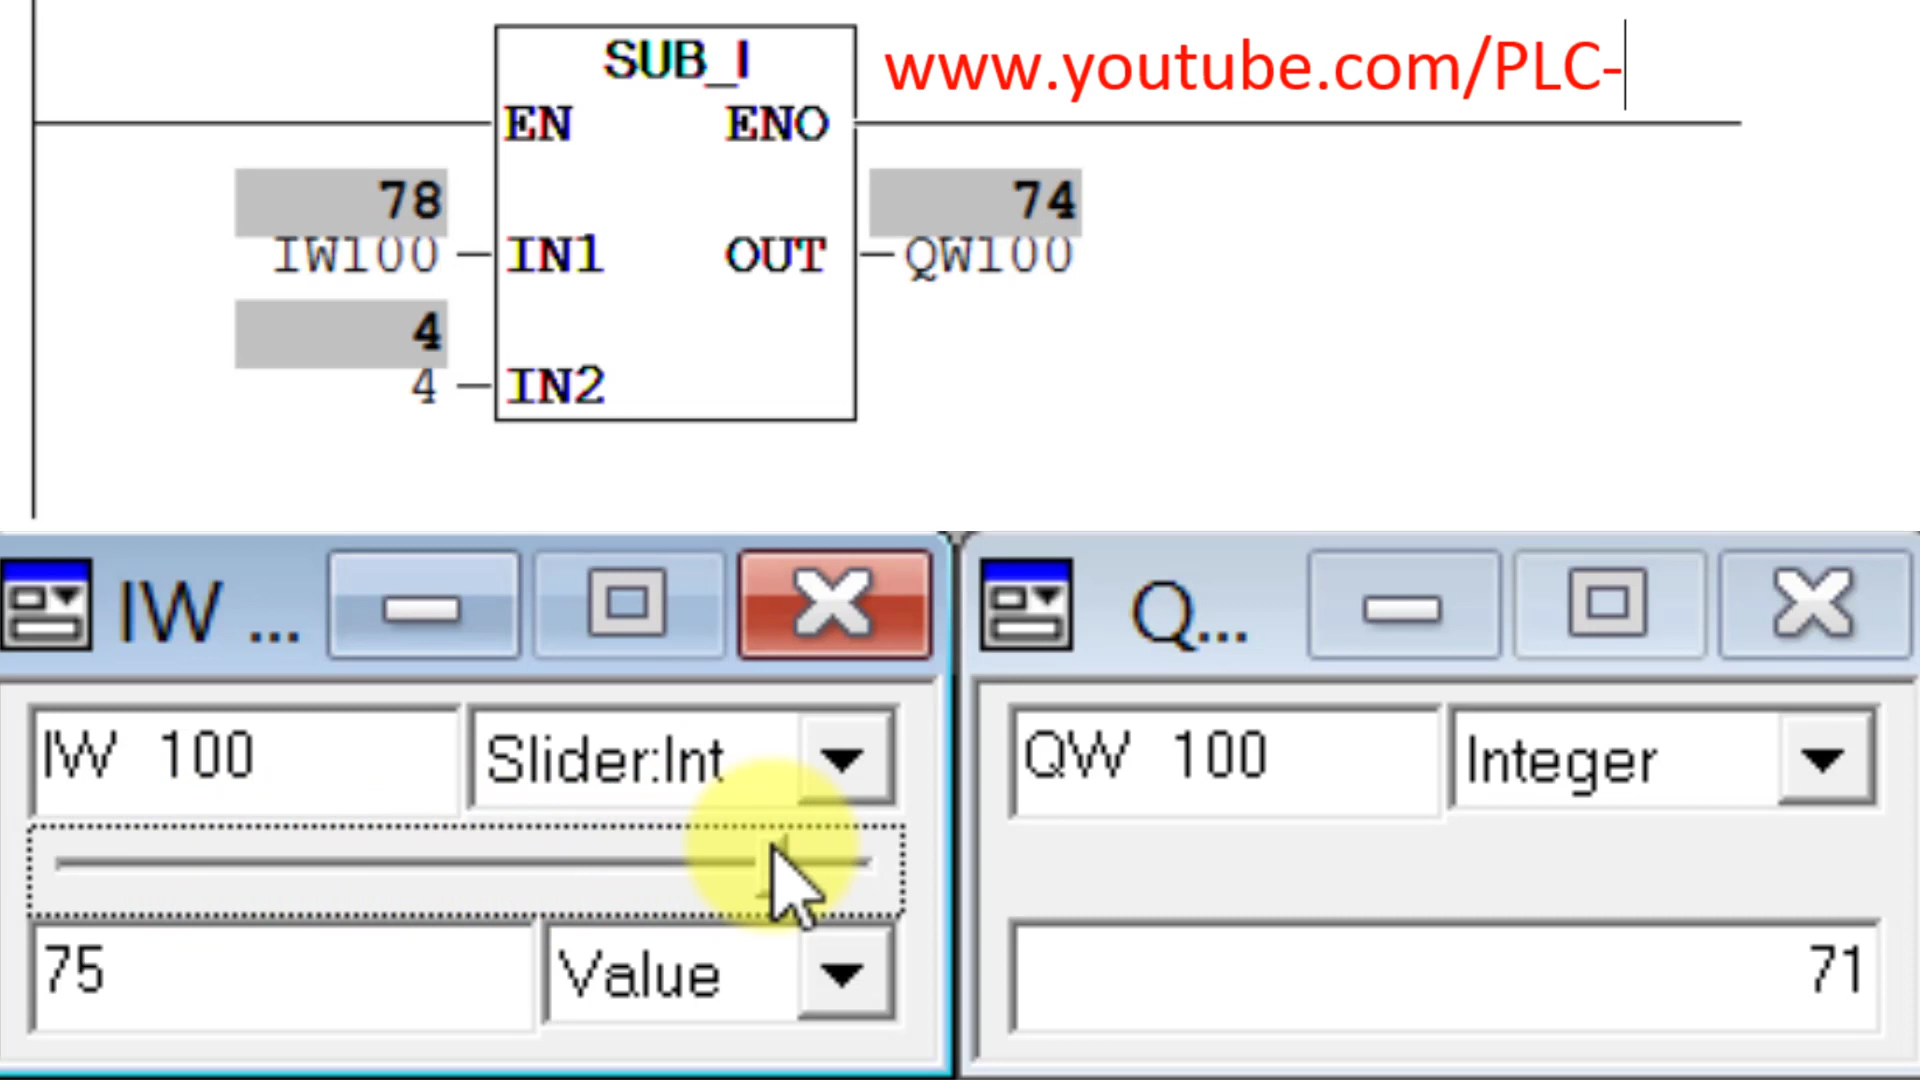 SUB_I
www.youtube.com/PLC-
EN ENO
78 74
IW100 IN1 OUT QW100
4
4 IN2
IW ... Q...
IW 100 Slider:Int QW 100 Integer
75 Value 71